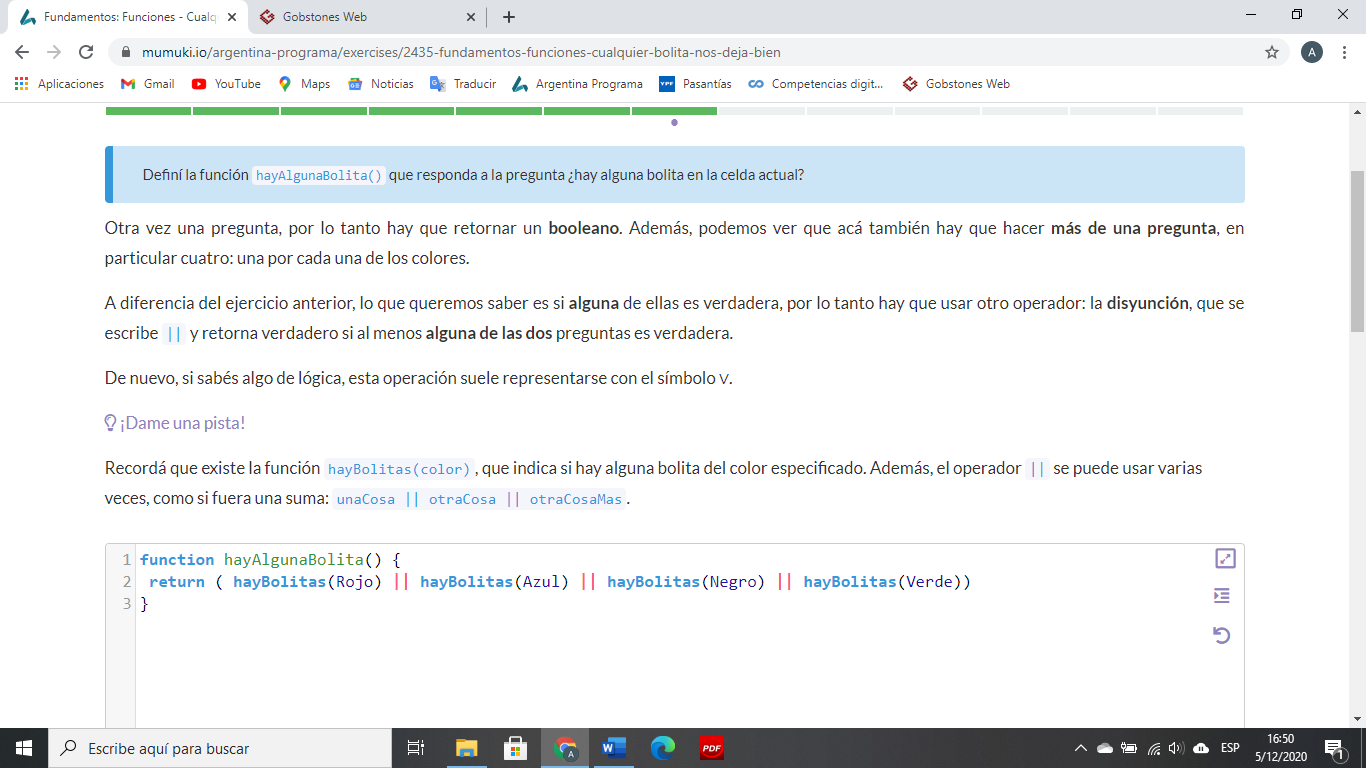 Fundamentos: Funciones - Cualq
Gobstones Web
mumuki.io/argentina-programa/exercises/2435-fundamentos-funciones-cualquier-bolita-nos-deja-bien
A
Aplicaciones
Gmail
YouTube
Maps
Noticias
Traducir
Argentina Programa
YPF
Pasantías
Competencias digit...
Gobstones Web
Definí la función hayAlgunaBolita() que responda a la pregunta ¿hay alguna bolita en la celda actual?
Otra vez una pregunta, por lo tanto hay que retornar un booleano. Además, podemos ver que acá también hay que hacer más de una pregunta, en
particular cuatro: una por cada una de los colores.
A diferencia del ejercicio anterior, lo que queremos saber es si alguna de ellas es verdadera, por lo tanto hay que usar otro operador: la disyunción, que se
escribe || y retorna verdadero si al menos alguna de las dos preguntas es verdadera.
De nuevo, si sabés algo de lógica, esta operación suele representarse con el símbolo ∨.
¡Dame una pista!
Recordá que existe la función hayBolitas(color), que indica si hay alguna bolita del color especificado. Además, el operador || se puede usar varias
veces, como si fuera una suma: unaCosa || otraCosa || otraCosaMas.
1 function hayAlgunaBolita() {
2 return ( hayBolitas(Rojo) || hayBolitas(Azul) || hayBolitas(Negro) || hayBolitas(Verde))
3 }
Escribe aquí para buscar
A
W
PDF
ESP
16:50
5/12/2020
1